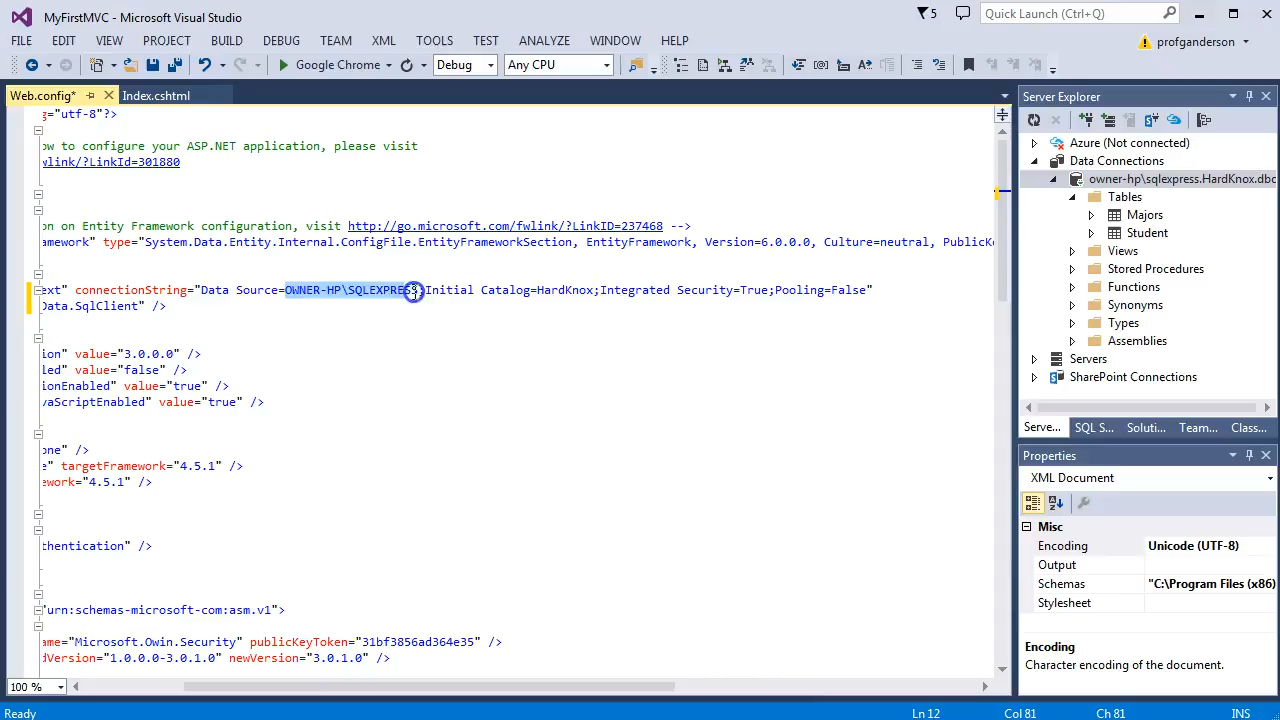 MyFirstMVC - Microsoft Visual Studio
5
Quick Launch (Ctrl+Q)
FILE EDIT VIEW PROJECT BUILD DEBUG TEAM XML TOOLS TEST ANALYZE WINDOW HELP
profganderson
Google Chrome Debug Any CPU
Web.config* Index.cshtml
g="utf-8"?>
ow to configure your ASP.NET application, please visit
wlink/?LinkId=301880
on on Entity Framework configuration, visit http://go.microsoft.com/fwlink/?LinkID=237468 -->
amework" type="System.Data.Entity.Internal.ConfigFile.EntityFrameworkSection, EntityFramework, Version=6.0.0.0, Culture=neutral, PublicKe
ext" connectionString="Data Source=OWNER-HP\SQLEXPRESS;Initial Catalog=HardKnox;Integrated Security=True;Pooling=False"
Data.SqlClient" />
ion" value="3.0.0.0" />
led" value="false" />
ionEnabled" value="true" />
vaScriptEnabled" value="true" />
one" />
e" targetFramework="4.5.1" />
ework="4.5.1" />
thentication" />
"urn:schemas-microsoft-com:asm.v1">
ame="Microsoft.Owin.Security" publicKeyToken="31bf3856ad364e35" />
dVersion="1.0.0.0-3.0.1.0" newVersion="3.0.1.0" />
100 %
Server Explorer
Azure (Not connected)
Data Connections
owner-hp\sqlexpress.HardKnox.dbo
Tables
Majors
Student
Views
Stored Procedures
Functions
Synonyms
Types
Assemblies
Servers
SharePoint Connections
Serve... SQL S... Soluti... Team... Class...
Properties
XML Document
Misc
Encoding Unicode (UTF-8)
Output
Schemas "C:\Program Files (x86)
Stylesheet
Encoding
Character encoding of the document.
Ready Ln 12 Col 81 Ch 81 INS